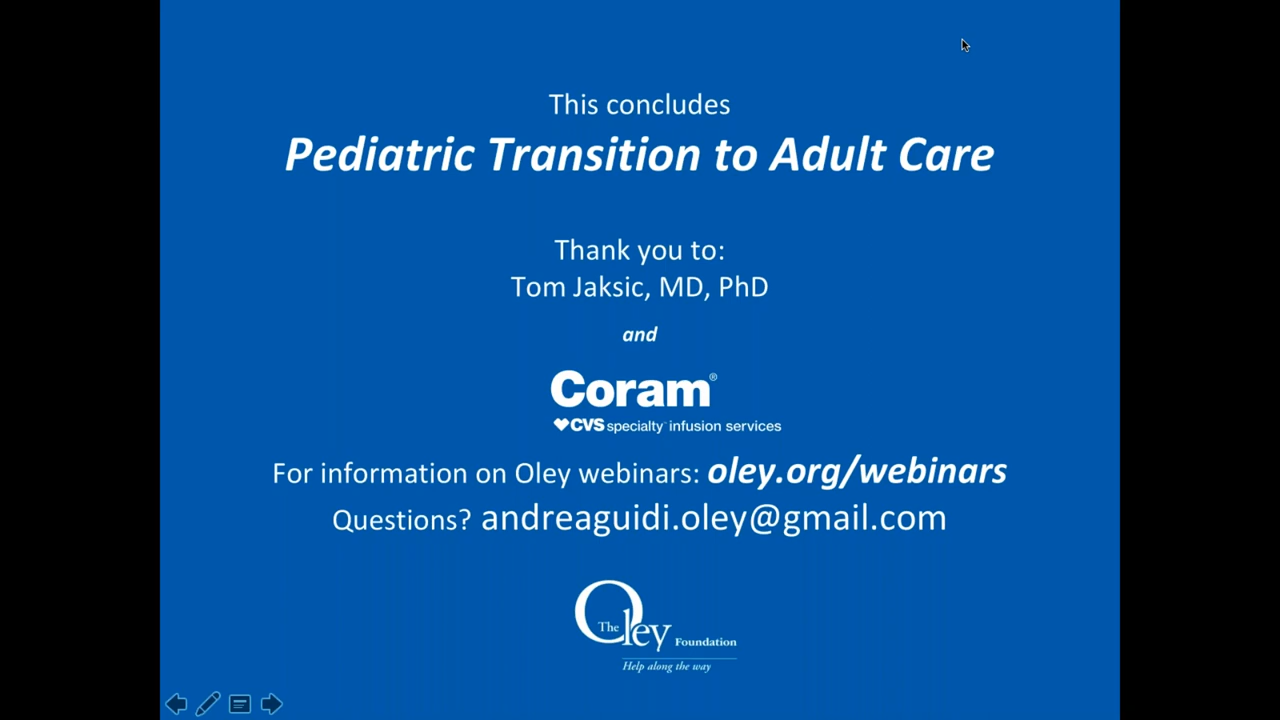 This concludes
Pediatric Transition to Adult Care
Thank you to:
Tom Jaksic, MD, PhD
and
Coram®
CVS specialty™ infusion services
For information on Oley webinars: oley.org/webinars
Questions? andreaguidi.oley@gmail.com
The Oley Foundation
Help along the way